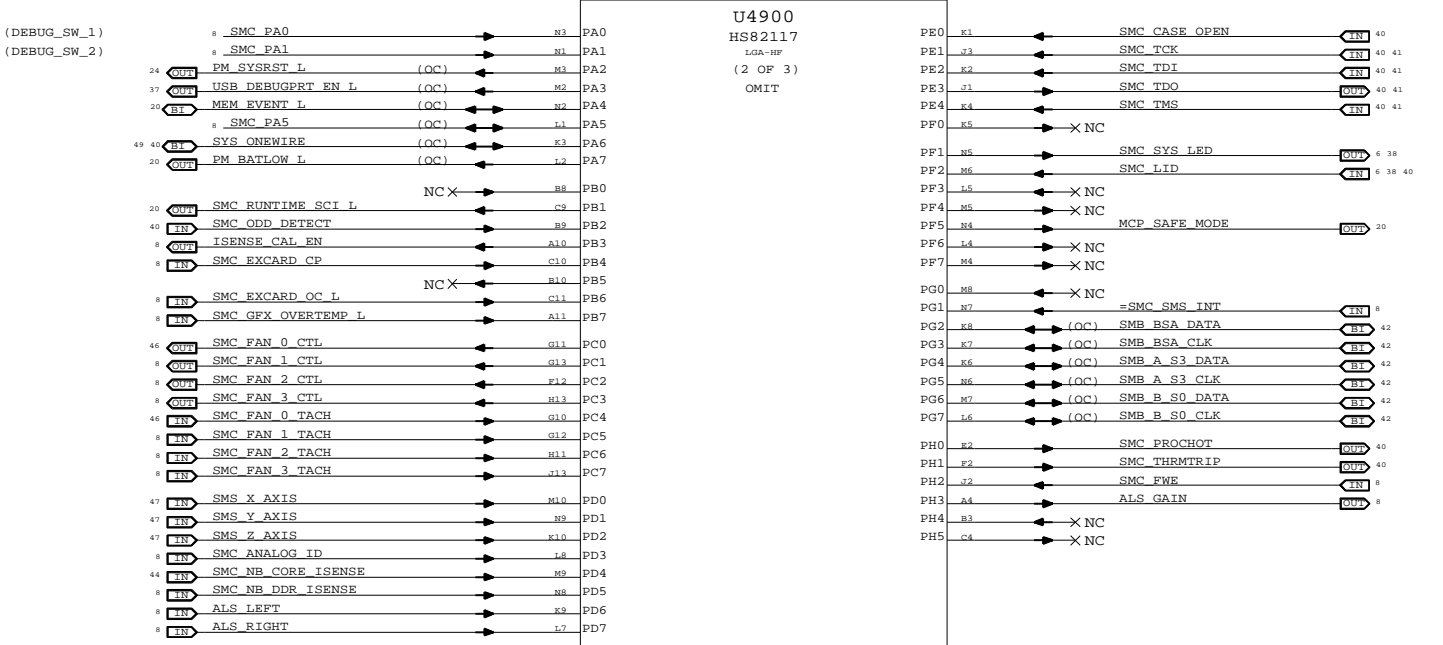 U4900
HS82117
LGA-HF
(2 OF 3)
OMIT
(DEBUG_SW_1) 8 SMC_PA0 N3 PA0
(DEBUG_SW_2) 8 SMC_PA1 N1 PA1
24 OUT PM_SYSRST_L (OC) M3 PA2
37 OUT USB_DEBUGPRT_EN_L (OC) M2 PA3
20 BI MEM_EVENT_L (OC) N2 PA4
8 SMC_PA5 (OC) L1 PA5
49 40 BI SYS_ONEWIRE (OC) K3 PA6
20 OUT PM_BATLOW_L (OC) L2 PA7
NC B8 PB0
20 OUT SMC_RUNTIME_SCI_L C9 PB1
40 IN SMC_ODD_DETECT B9 PB2
8 OUT ISENSE_CAL_EN A10 PB3
8 IN SMC_EXCARD_CP C10 PB4
NC B10 PB5
8 IN SMC_EXCARD_OC_L C11 PB6
8 IN SMC_GFX_OVERTEMP_L A11 PB7
46 OUT SMC_FAN_0_CTL G11 PC0
8 OUT SMC_FAN_1_CTL G13 PC1
8 OUT SMC_FAN_2_CTL F12 PC2
8 OUT SMC_FAN_3_CTL H13 PC3
46 IN SMC_FAN_0_TACH G10 PC4
8 IN SMC_FAN_1_TACH G12 PC5
8 IN SMC_FAN_2_TACH H11 PC6
8 IN SMC_FAN_3_TACH J13 PC7
47 IN SMS_X_AXIS M10 PD0
47 IN SMS_Y_AXIS N9 PD1
47 IN SMS_Z_AXIS K10 PD2
8 IN SMC_ANALOG_ID L8 PD3
44 IN SMC_NB_CORE_ISENSE M9 PD4
8 IN SMC_NB_DDR_ISENSE N8 PD5
8 IN ALS_LEFT K9 PD6
8 IN ALS_RIGHT L7 PD7
PE0 K1 SMC_CASE_OPEN IN 40
PE1 J3 SMC_TCK IN 40 41
PE2 K2 SMC_TDI IN 40 41
PE3 J1 SMC_TDO OUT 40 41
PE4 K4 SMC_TMS IN 40 41
PF0 K5 NC
PF1 N5 SMC_SYS_LED OUT 6 38
PF2 M6 SMC_LID IN 6 38 40
PF3 L5 NC
PF4 M5 NC
PF5 N4 MCP_SAFE_MODE OUT 20
PF6 L4 NC
PF7 M4 NC
PG0 M8 NC
PG1 N7 =SMC_SMS_INT IN 8
PG2 K8 (OC) SMB_BSA_DATA BI 42
PG3 K7 (OC) SMB_BSA_CLK BI 42
PG4 K6 (OC) SMB_A_S3_DATA BI 42
PG5 N6 (OC) SMB_A_S3_CLK BI 42
PG6 M7 (OC) SMB_B_S0_DATA BI 42
PG7 L6 (OC) SMB_B_S0_CLK BI 42
PH0 E2 SMC_PROCHOT OUT 40
PH1 F2 SMC_THRMTRIP OUT 40
PH2 J2 SMC_FWE IN 8
PH3 A4 ALS_GAIN OUT 8
PH4 B3 NC
PH5 C4 NC